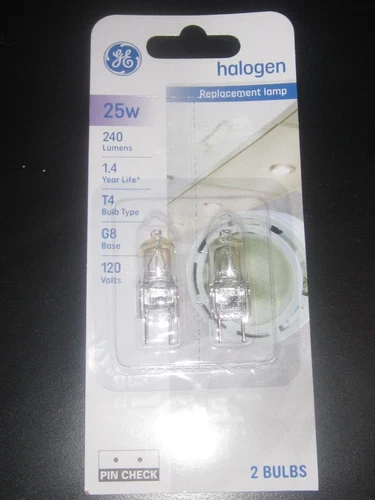 GE
halogen
Replacement lamp
25w
240
Lumens
1.4
Year Life*
T4
Bulb Type
G8
Base
120
Volts
PIN CHECK
2 BULBS